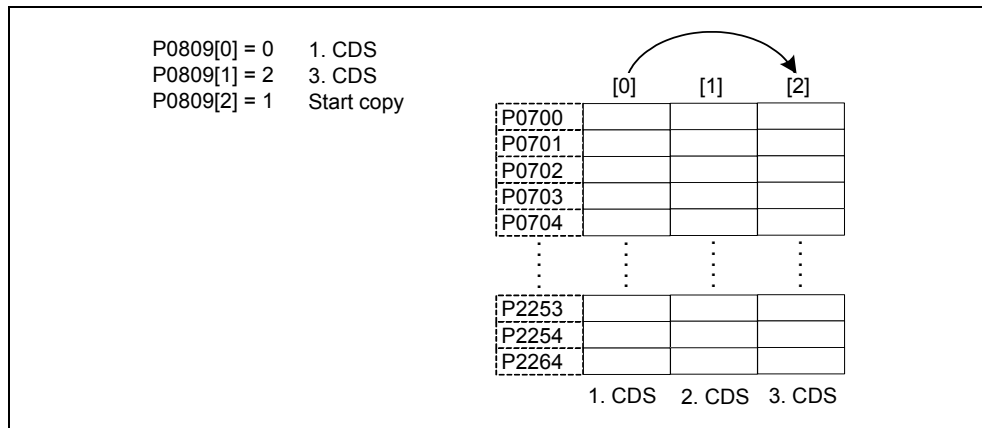 P0809[0] = 0 1. CDS
P0809[1] = 2 3. CDS
P0809[2] = 1 Start copy
[0] [1] [2]
P0700
P0701
P0702
P0703
P0704
P2253
P2254
P2264
1. CDS 2. CDS 3. CDS